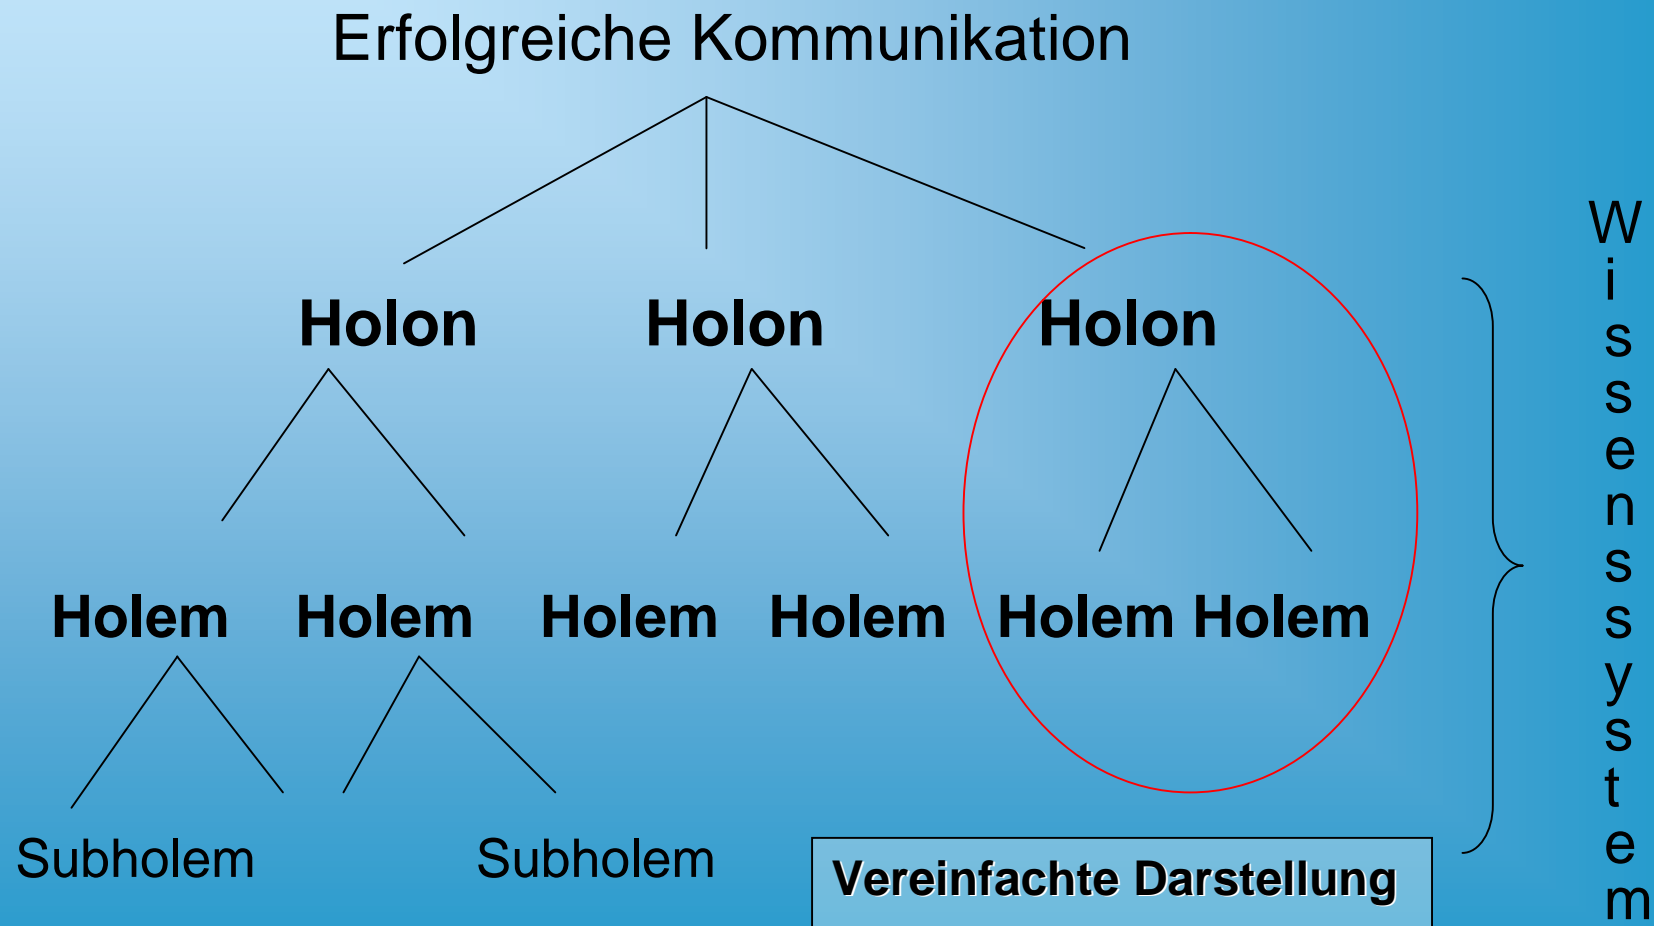 Erfolgreiche Kommunikation
Holon Holon Holon
Holem Holem Holem Holem Holem Holem
Subholem Subholem
Vereinfachte Darstellung
Wissenssystem